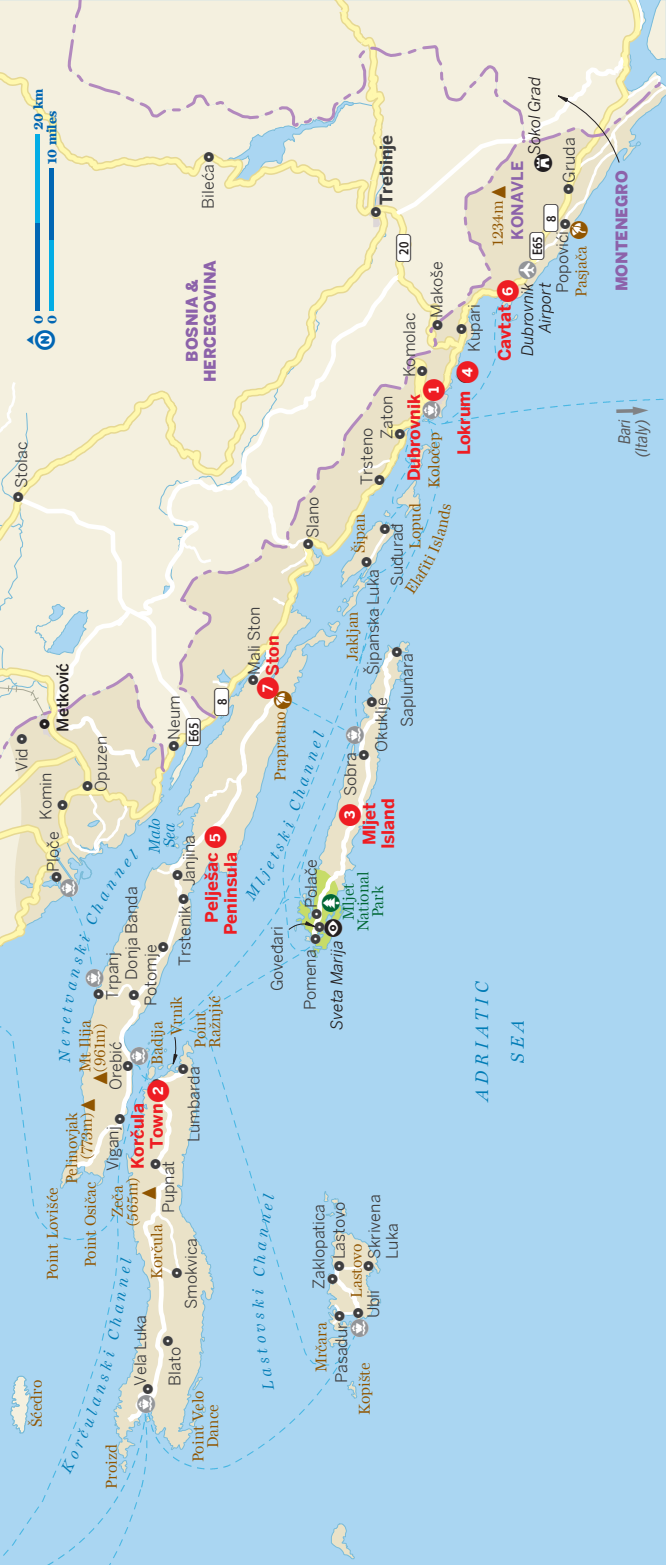 0
20 km
0
10 miles
N
BOSNIA &
HERCEGOVINA
Bileća
Trebinje
Stolac
20
1234m
KONAVLE
Sokol Grad
Gruda
E65
8
Popovići
Pasjača
MONTENEGRO
Dubrovnik
Airport
Cavtat 6
Kupari
Makoše
Komolac
Dubrovnik 1
Lokrum 4
Zaton
Koločep
Trsteno
Bari
(Italy)
Slano
Šipan
Lopud
Suđurađ
Elafiti Islands
Šipanska Luka
Jakljan
Saplunara
Okuklje
Sobra
Mali Ston
7 Ston
Prapratno
8
E65
Neum
Metković
Vid
Opuzen
Komin
Ploče
Malo
Sea
Neretvanski Channel
Mljetski Channel
3
Mljet
Island
Polače
Goveđari
Pomena
Sveta Marija
Mljet
National
Park
Pelješac 5
Peninsula
Janjina
Trstenik
Potomje
Donja Banda
Trpanj
Mt Ilija
(961m)
Orebić
Badija
Vrnik
Point
Ražnjić
Lumbarda
Korčula
Town 2
Viganj
Pelinovjak
(773m)
Point Osičac
Point Lovišće
Zeča
(565m)
Pupnat
Korčula
Smokvica
Blato
Vela Luka
Proizd
Point Velo
Dance
Korčulanski Channel
Lastovski Channel
Šćedro
Zaklopatica
Lastovo
Skrivena
Luka
Lastovo
Ubli
Pasadur
Mrčara
Kopište
ADRIATIC
SEA